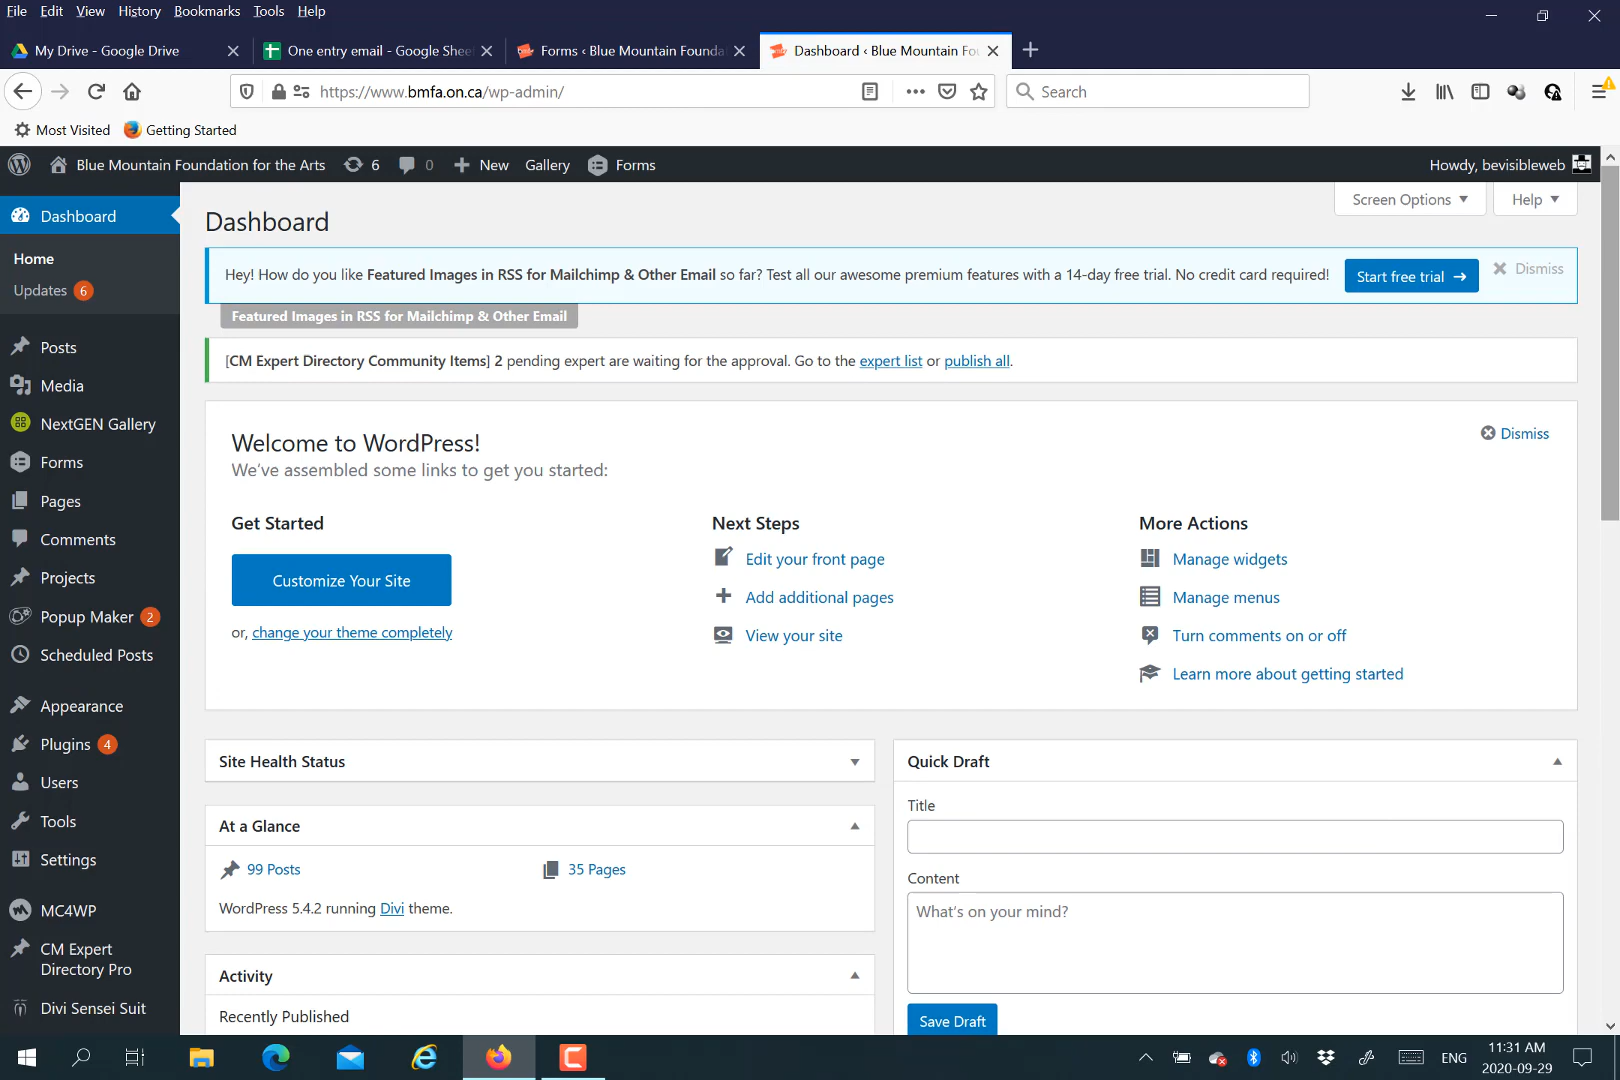 File Edit View History Bookmarks Tools Help
My Drive - Google Drive
One entry email - Google Shee
Forms ‹ Blue Mountain Founda
Dashboard ‹ Blue Mountain Fou
https://www.bmfa.on.ca/wp-admin/
Search
Most Visited Getting Started
Blue Mountain Foundation for the Arts 6 0 New Gallery Forms
Howdy, bevisibleweb
Screen Options Help
Dashboard
Home
Updates 6
Posts
Media
NextGEN Gallery
Forms
Pages
Comments
Projects
Popup Maker 2
Scheduled Posts
Appearance
Plugins 4
Users
Tools
Settings
MC4WP
CM Expert
Directory Pro
Divi Sensei Suit
Dashboard
Hey! How do you like Featured Images in RSS for Mailchimp & Other Email so far? Test all our awesome premium features with a 14-day free trial. No credit card required! Start free trial → Dismiss
Featured Images in RSS for Mailchimp & Other Email
[CM Expert Directory Community Items] 2 pending expert are waiting for the approval. Go to the expert list or publish all.
Welcome to WordPress!
Dismiss
We've assembled some links to get you started:
Get Started
Customize Your Site
or, change your theme completely
Next Steps
Edit your front page
Add additional pages
View your site
More Actions
Manage widgets
Manage menus
Turn comments on or off
Learn more about getting started
Site Health Status
At a Glance
99 Posts 35 Pages
WordPress 5.4.2 running Divi theme.
Activity
Recently Published
Quick Draft
Title
Content
What's on your mind?
Save Draft
ENG
11:31 AM
2020-09-29